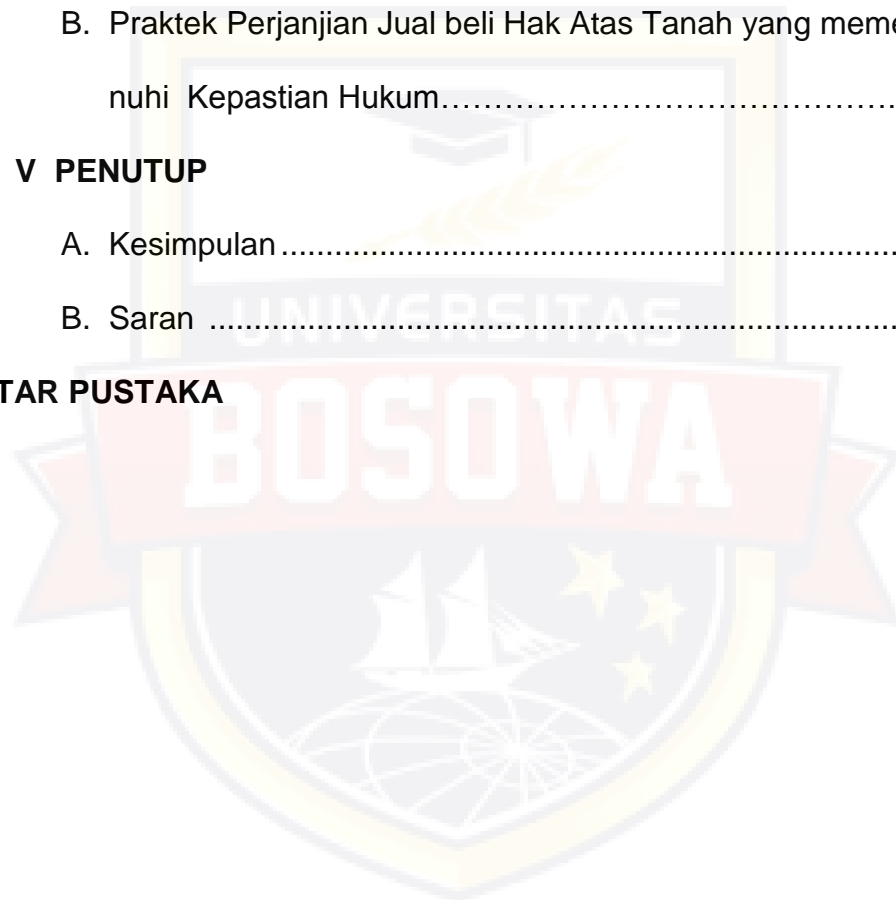 B. Praktek Perjanjian Jual beli Hak Atas Tanah yang meme
nuhi Kepastian Hukum…………………………………………….
V PENUTUP
A. Kesimpulan ......................................................................
B. Saran ..............................................................................
TAR PUSTAKA
UNIVERSITAS
BOSOWA